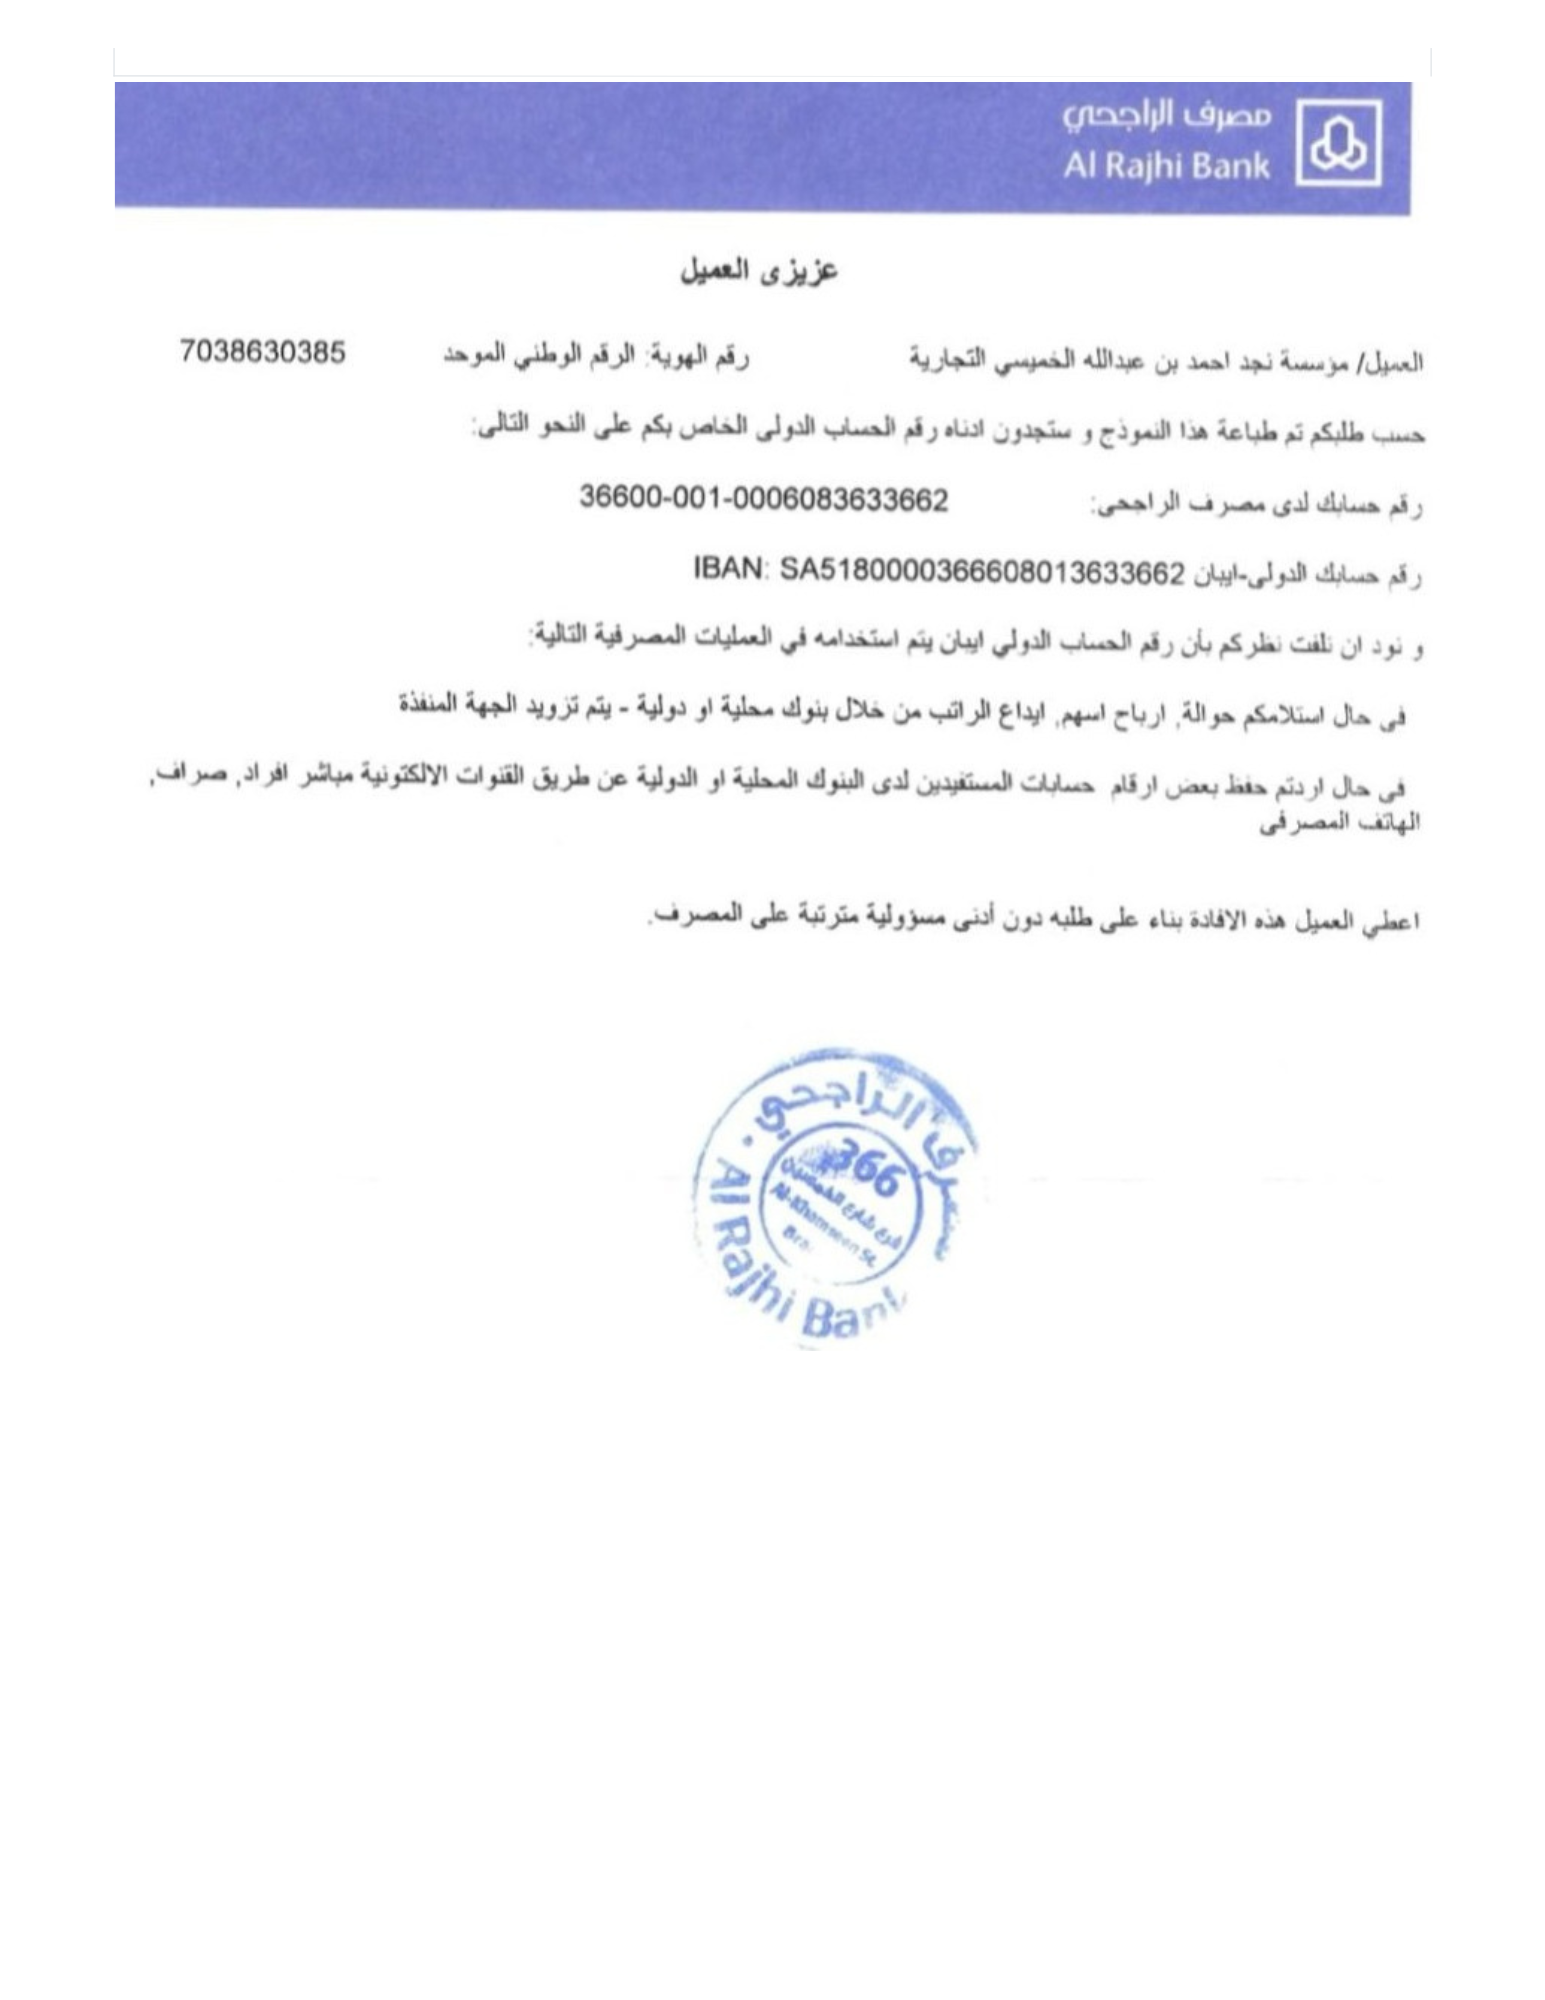 مصرف الراجحي
Al Rajhi Bank
عزيزى العميل
العميل/ مؤسسة نجد احمد بن عبدالله الخميسي التجارية رقم الهوية: الرقم الوطني الموحد 7038630385
حسب طلبكم تم طباعة هذا النموذج و ستجدون ادناه رقم الحساب الدولى الخاص بكم على النحو التالى:
رقم حسابك لدى مصرف الراجحى: 36600-001-0006083633662
رقم حسابك الدولى-ايبان IBAN: SA5180000366608013633662
و نود ان نلفت نظركم بأن رقم الحساب الدولي ايبان يتم استخدامه في العمليات المصرفية التالية:
فى حال استلامكم حوالة, ارباح اسهم, ايداع الراتب من خلال بنوك محلية او دولية - يتم تزويد الجهة المنفذة
فى حال اردتم حفظ بعض ارقام حسابات المستفيدين لدى البنوك المحلية او الدولية عن طريق القنوات الالكتونية مباشر افراد, صراف,
الهاتف المصرفى
اعطي العميل هذه الافادة بناء على طلبه دون أدنى مسؤولية مترتبة على المصرف.
مصرف الراجحي
366
فرع شارع الخمسين
Al-Khamseen St.
Al Rajhi Bank